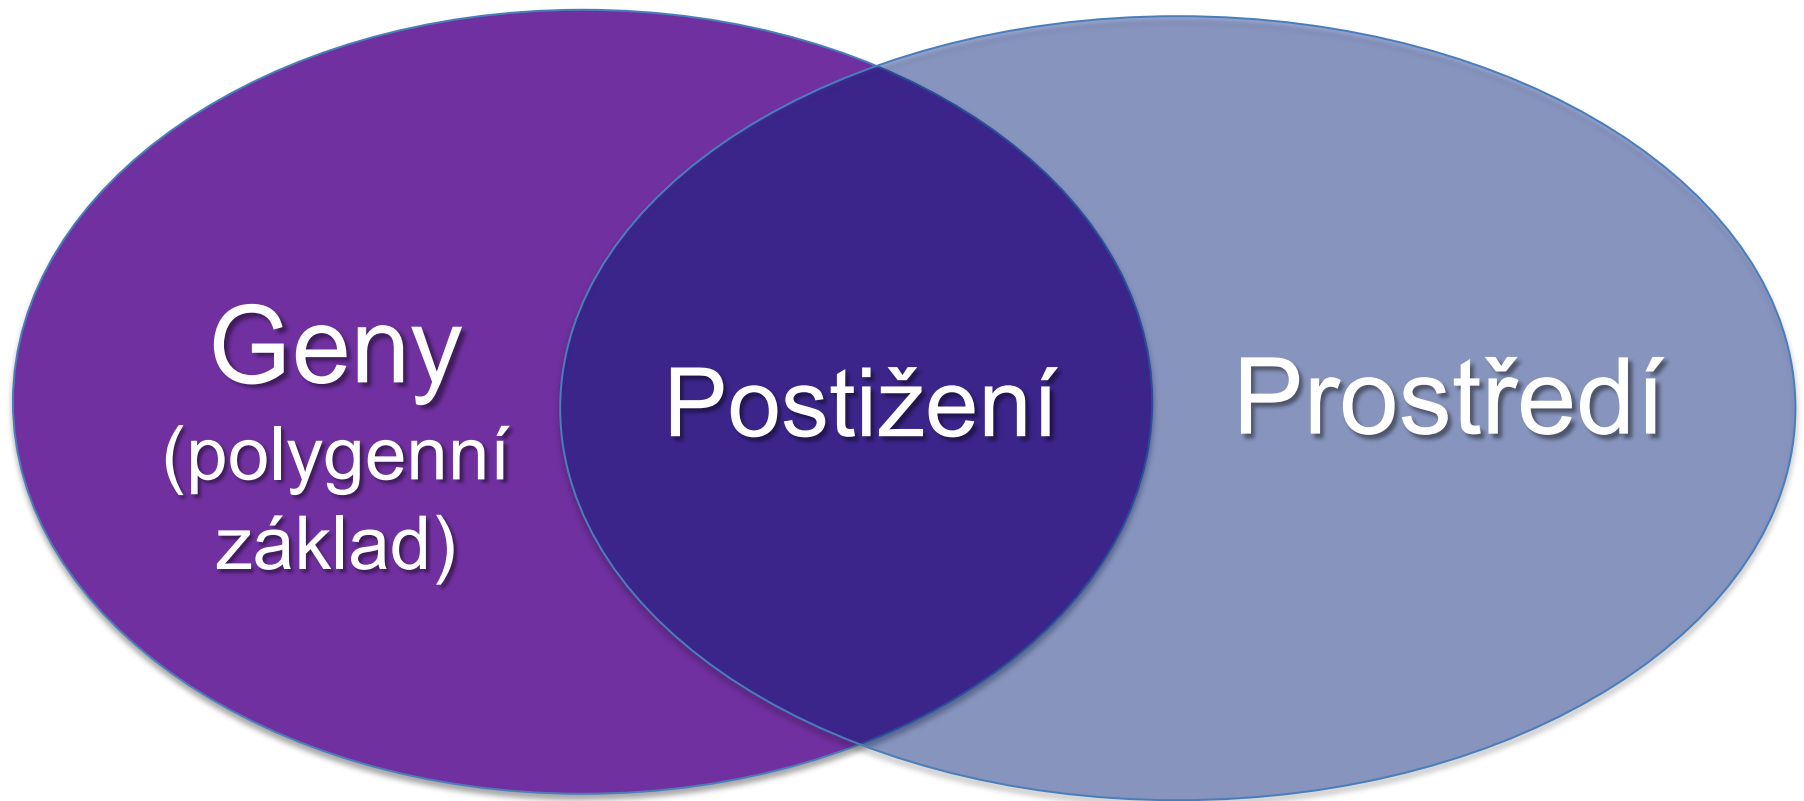 Geny
(polygenní
základ)
Postižení
Prostředí